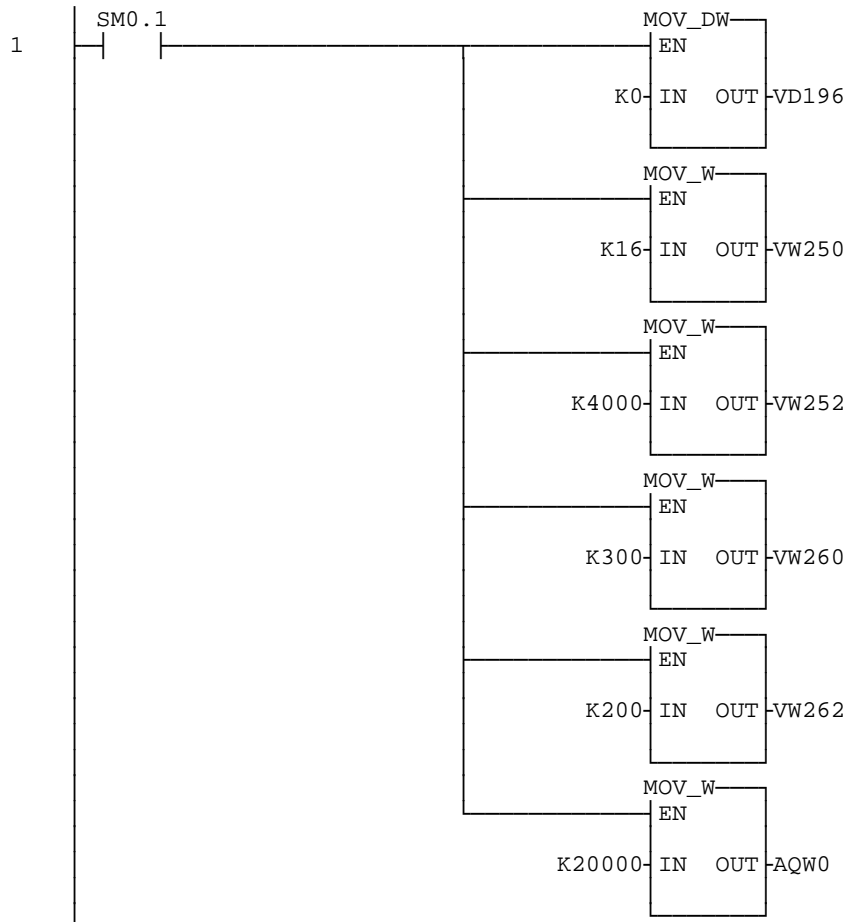 SM0.1
MOV_DW
1
EN
K0 IN OUT VD196
MOV_W
EN
K16 IN OUT VW250
MOV_W
EN
K4000 IN OUT VW252
MOV_W
EN
K300 IN OUT VW260
MOV_W
EN
K200 IN OUT VW262
MOV_W
EN
K20000 IN OUT AQW0